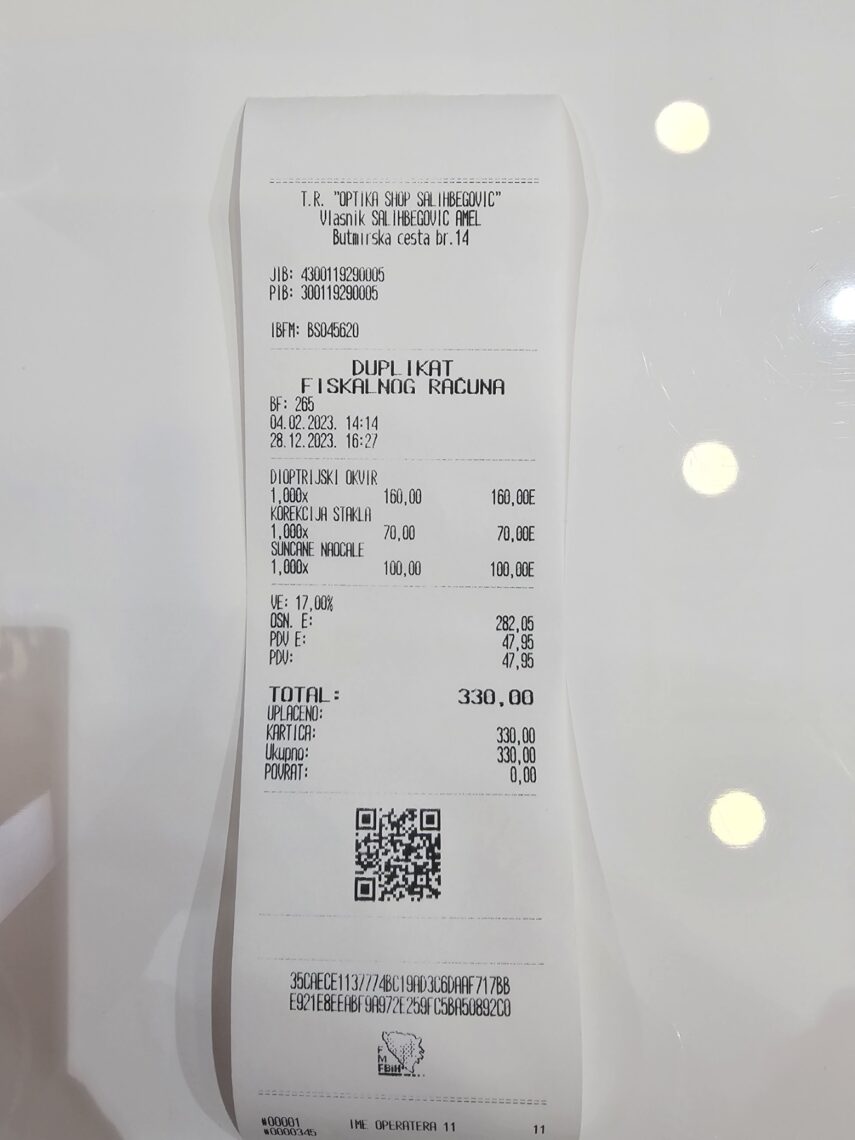 T.R. "OPTIKA SHOP SALIHBEGOVIC"
Vlasnik SALIHBEGOVIC AMEL
Butmirska cesta br.14
JIB: 4300119290005
PIB: 300119290005
IBFM: BS045620
DUPLIKAT
FISKALNOG RAČUNA
BF: 265
04.02.2023. 14:14
28.12.2023. 16:27
DIOPTRIJSKI OKVIR
1,000x 160,00 160,00E
KOREKCIJA STAKLA
1,000x 70,00 70,00E
SUNCANE NAOCALE
1,000x 100,00 100,00E
VE: 17,00%
OSN. E: 282,05
PDV E: 47,95
PDV: 47,95
TOTAL: 330,00
UPLAĆENO:
KARTICA: 330,00
Ukupno: 330,00
POVRAT: 0,00
35CAECE1137774BC19AD3C6DAAF717BB
E921E8EEABF9A972E259FC5BA50892C0
F
M
FBiH
#00001 IME OPERATERA 11 11
#0000345